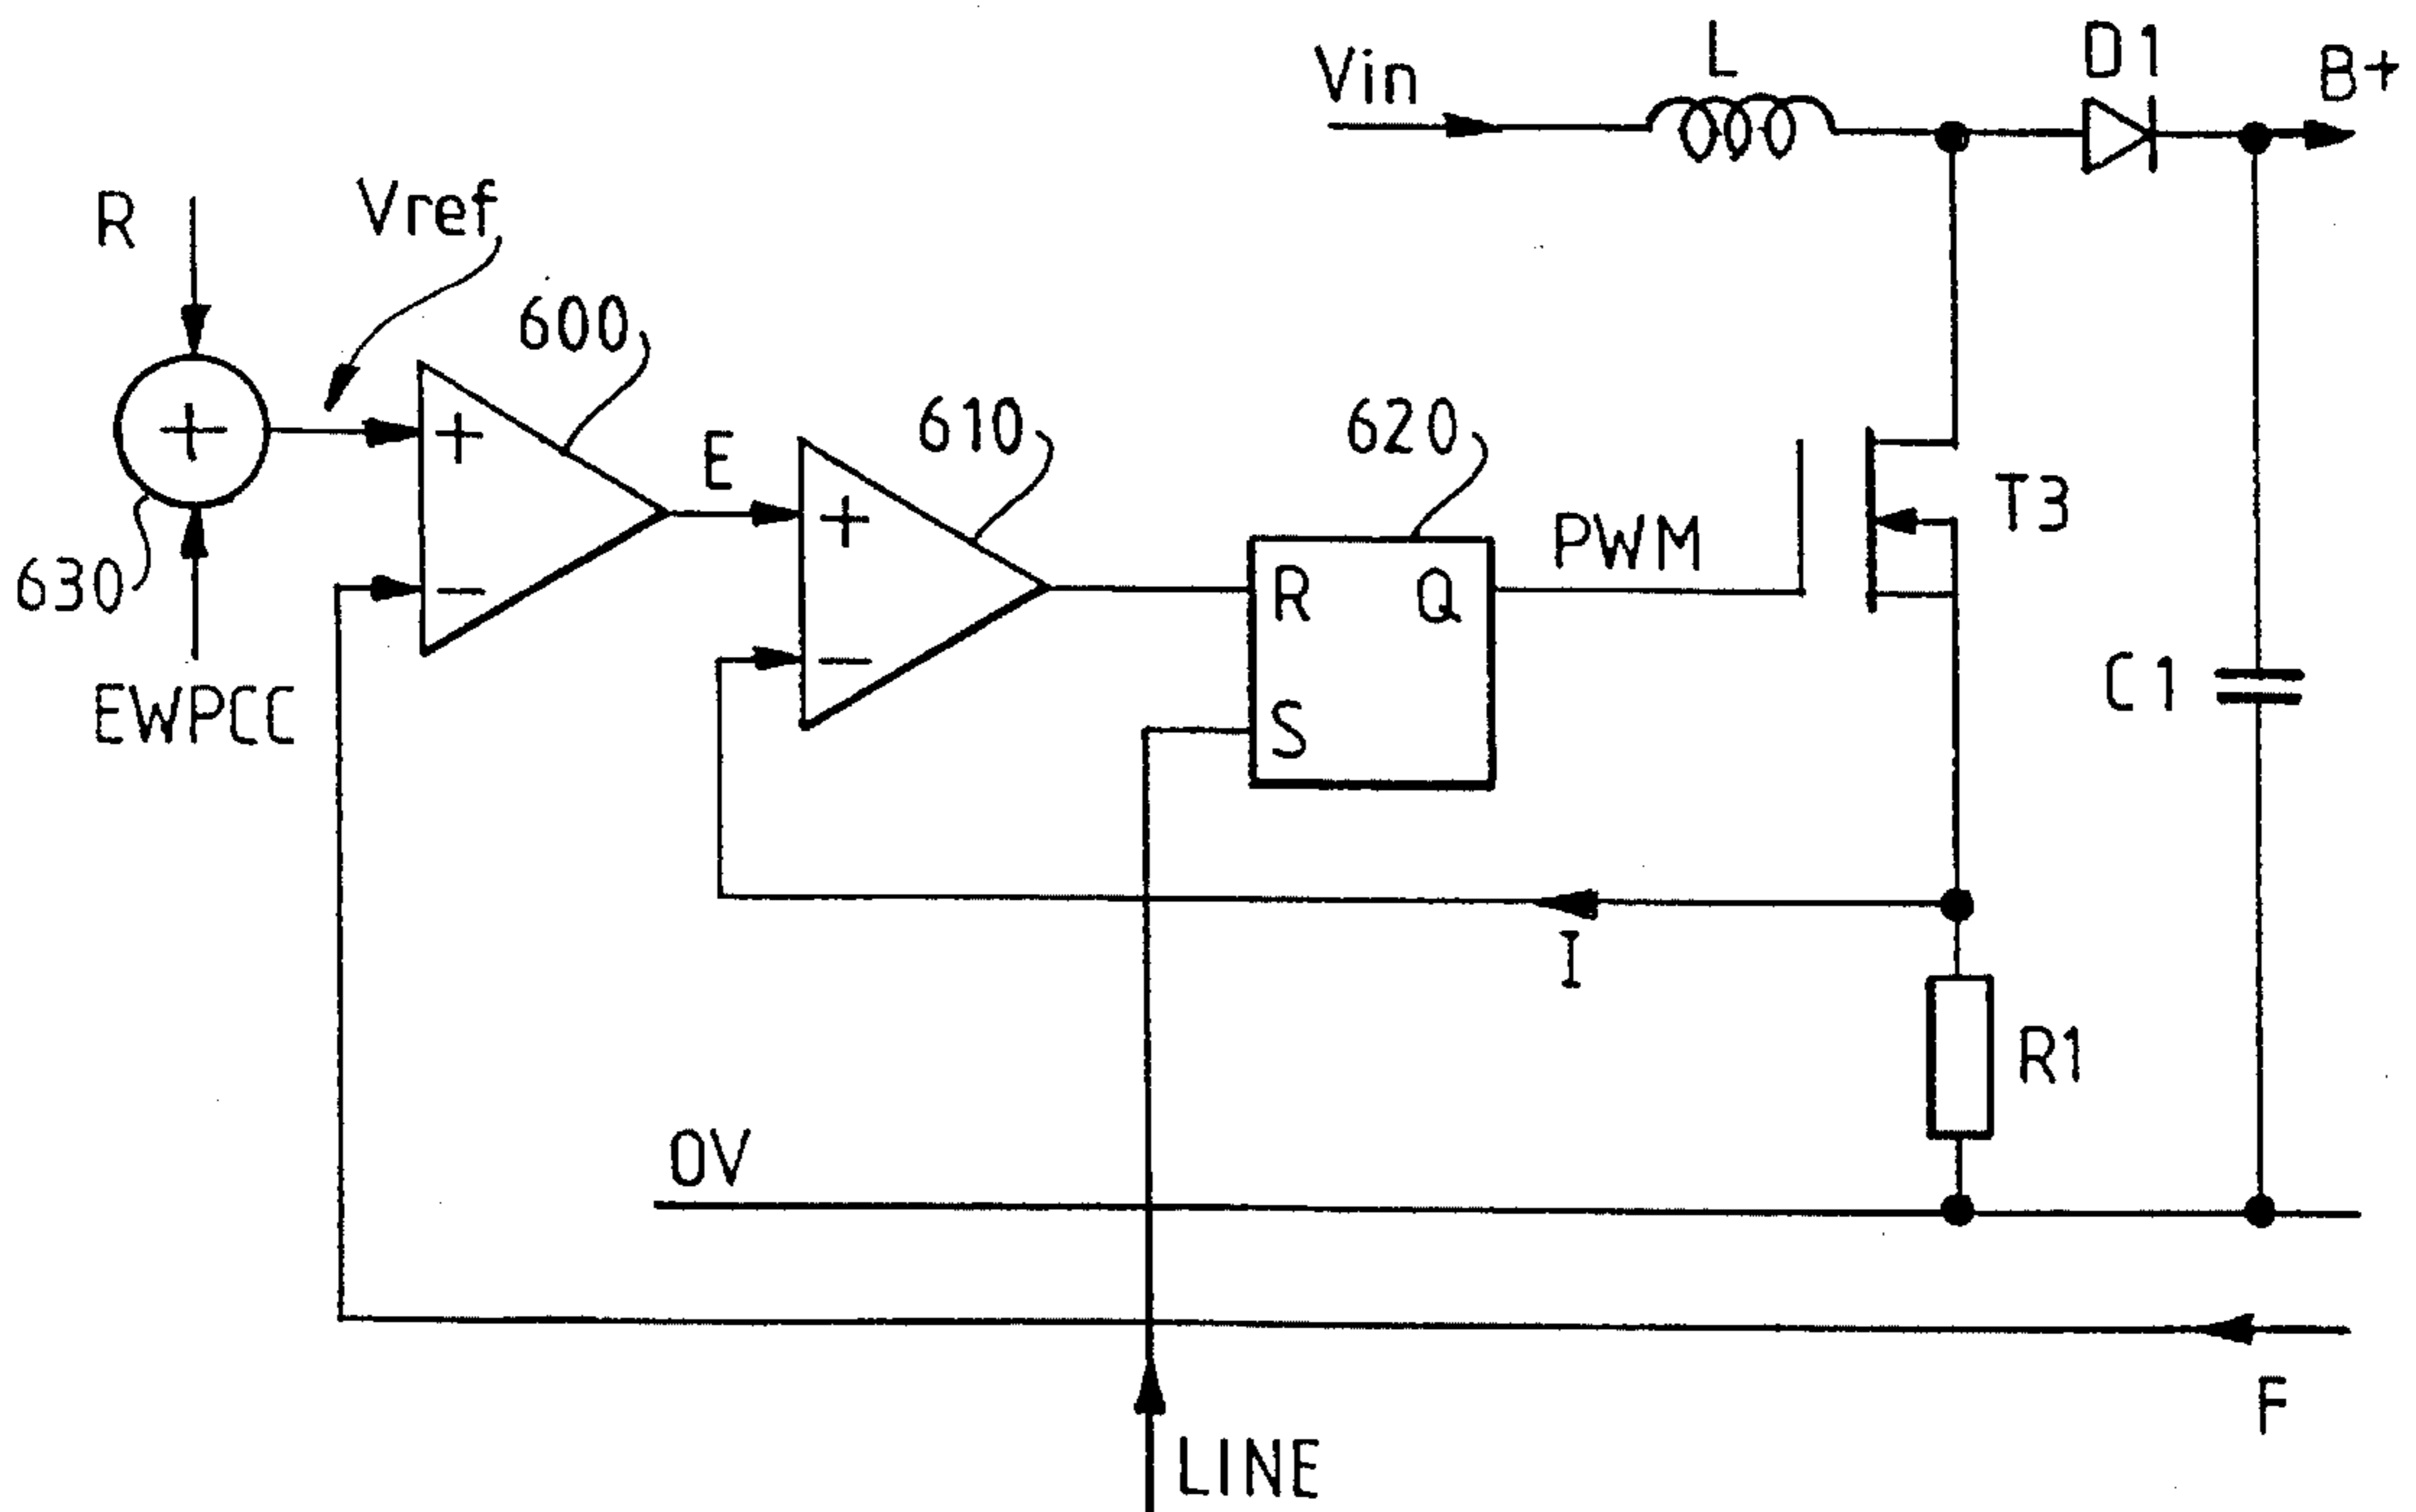 L
D1
Vin
B+
R
Vref
600
+
+
610
620
E
T3
+
PWM
630
−
R
Q
−
EWPCC
S
C1
I
R1
0V
F
LINE